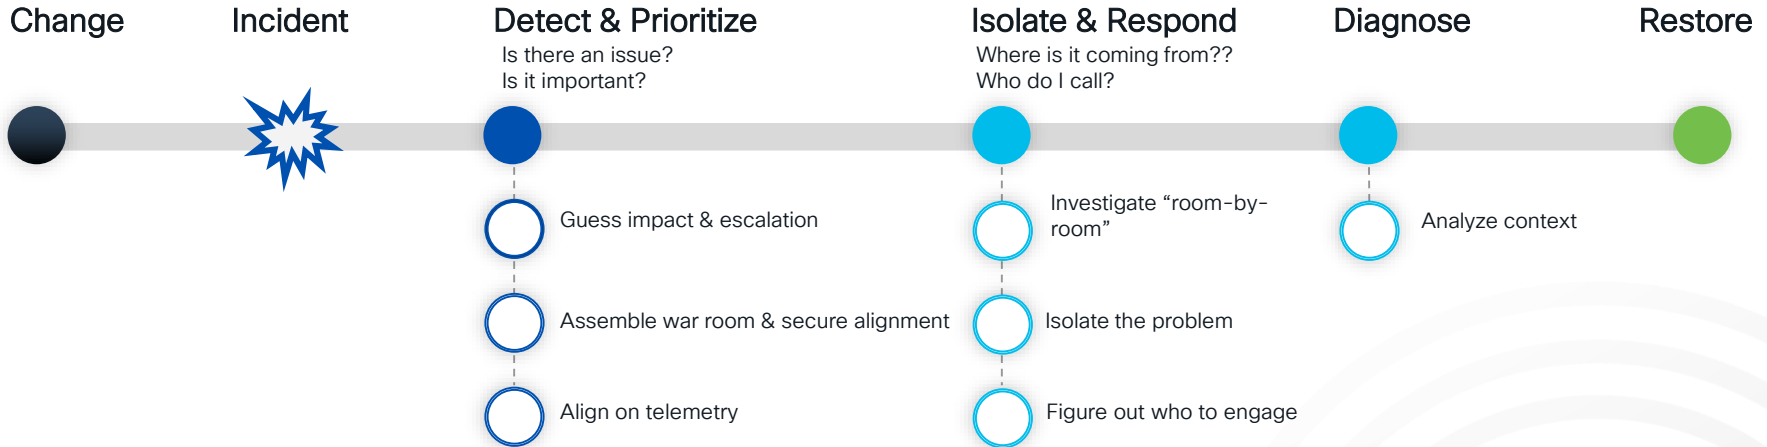 Change
Incident
Detect & Prioritize
Is there an issue?
Is it important?
Guess impact & escalation
Assemble war room & secure alignment
Align on telemetry
Isolate & Respond
Where is it coming from??
Who do I call?
Investigate “room-by-
room”
Isolate the problem
Figure out who to engage
Diagnose
Analyze context
Restore